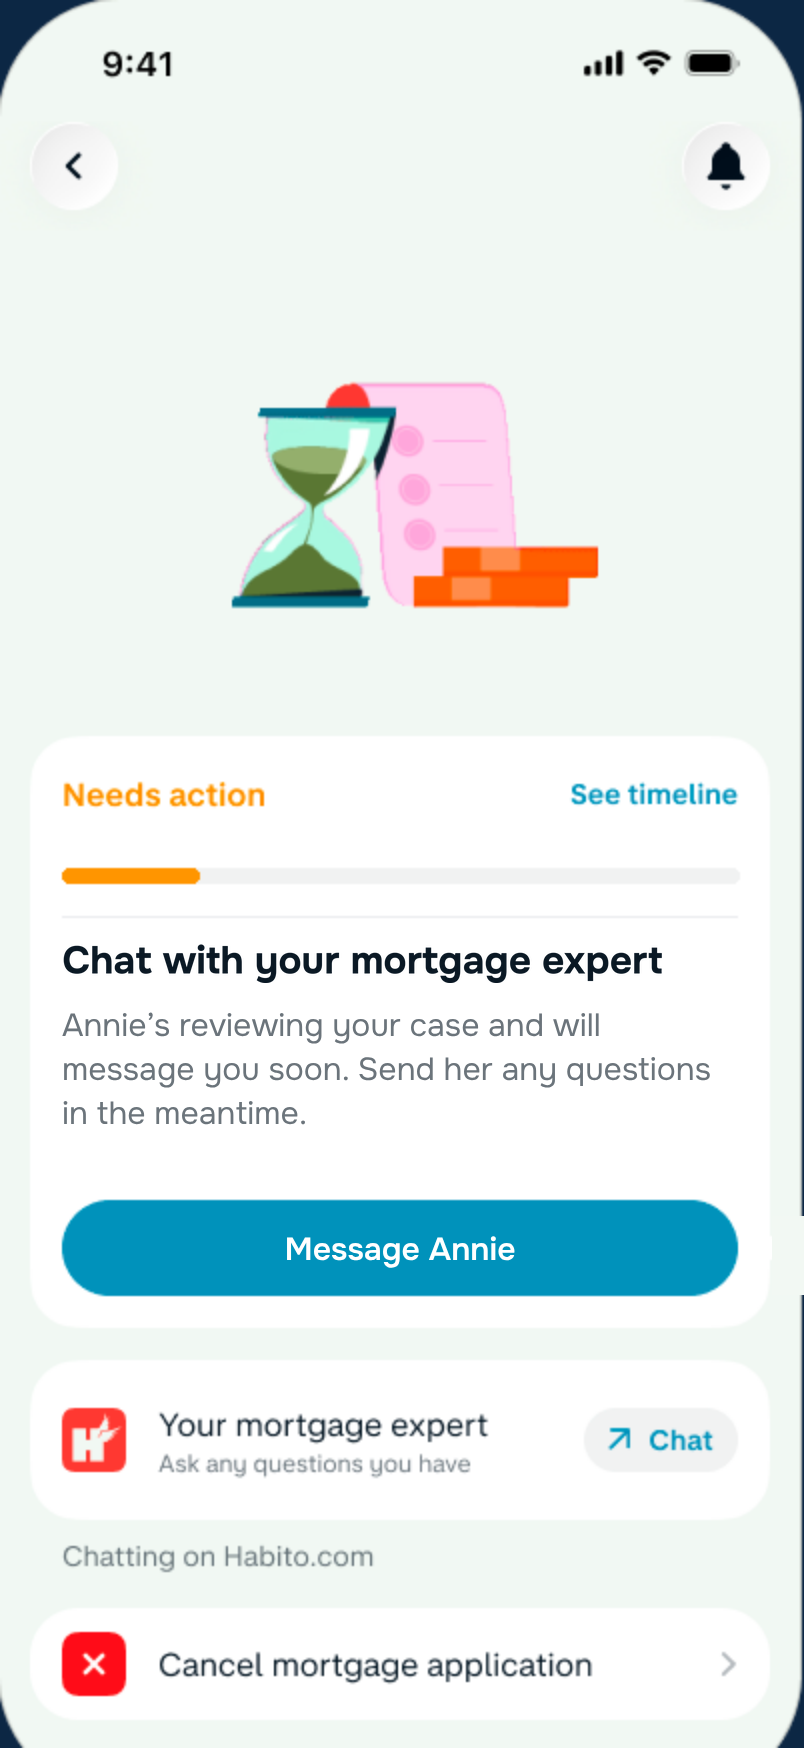 9:41
Needs action
See timeline
Chat with your mortgage expert
Annie’s reviewing your case and will
message you soon. Send her any questions
in the meantime.
Message Annie
H
Your mortgage expert
Ask any questions you have
Chat
Chatting on Habito.com
Cancel mortgage application